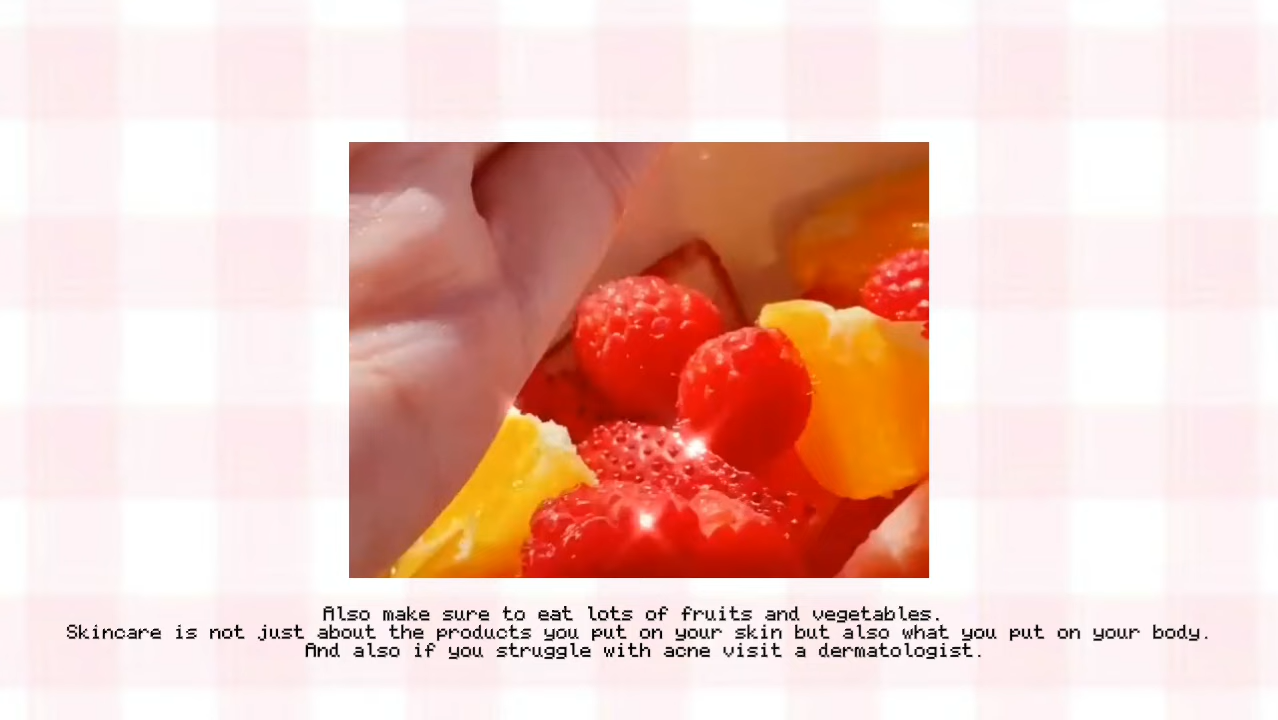 Also make sure to eat lots of fruits and vegetables.
Skincare is not just about the products you put on your skin but also what you put on your body.
And also if you struggle with acne visit a dermatologist.